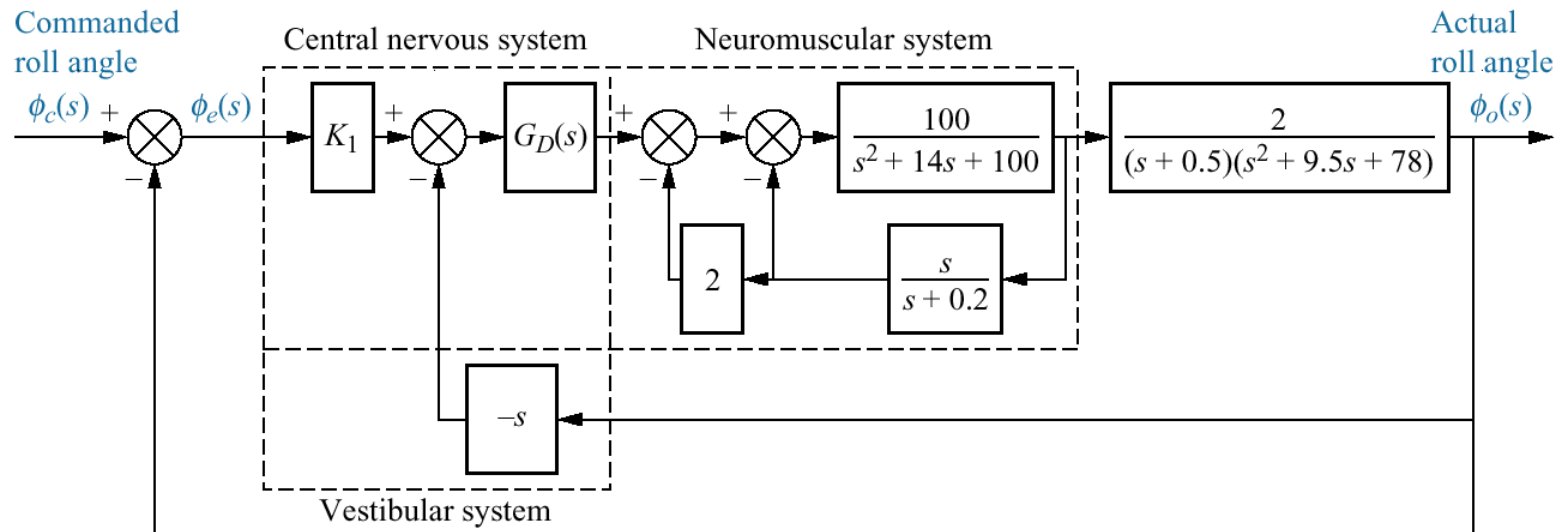 Commanded
roll angle
ϕc(s)
+
−
ϕe(s)
Central nervous system
K1
+
−
GD(s)
Neuromuscular system
+
−
+
−
100
s² + 14s + 100
2
s
s + 0.2
2
(s + 0.5)(s² + 9.5s + 78)
Actual
roll angle
ϕo(s)
−s
Vestibular system